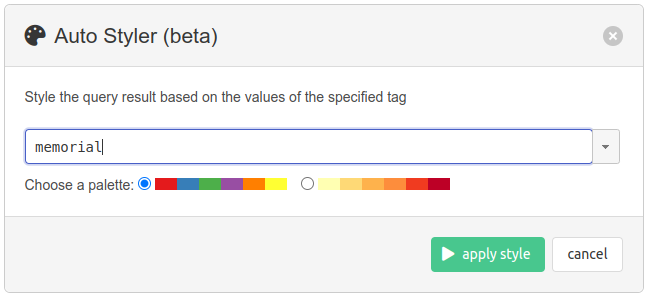 Auto Styler (beta)
Style the query result based on the values of the specified tag
memorial
Choose a palette:
apply style
cancel